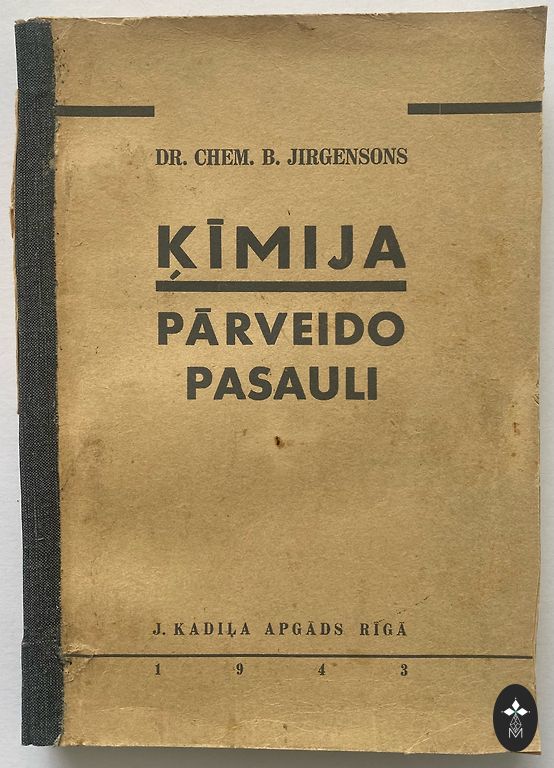 DR. CHEM. B. JIRGENSONS
ĶĪMIJA
PĀRVEIDO
PASAULI
J. KADIĻA APGĀDS RĪGĀ
1 9 4 3
M